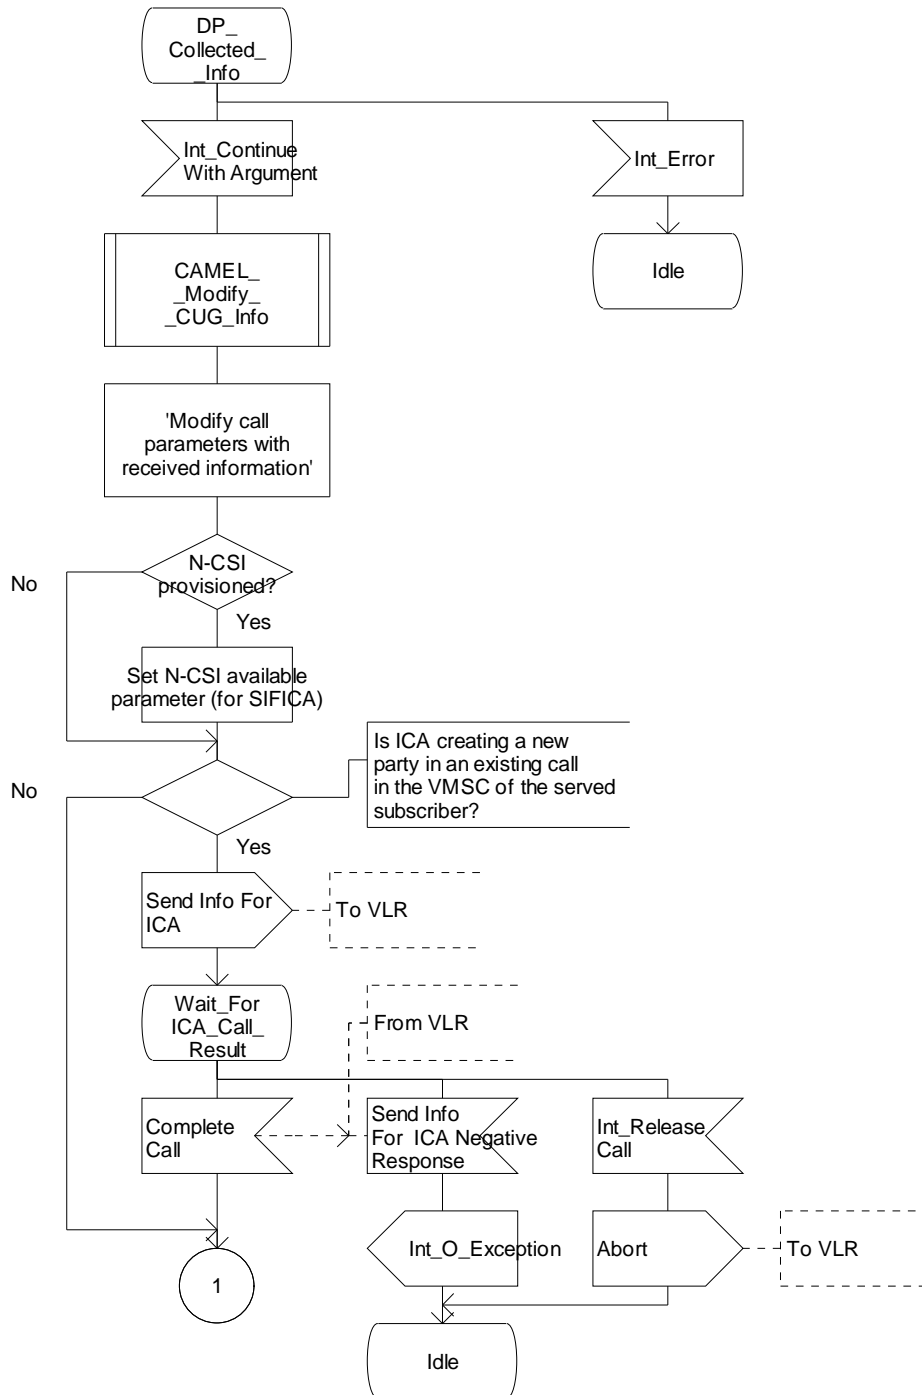 DP_
Collected_
_Info
Int_Continue
With Argument
Int_Error
CAMEL_
_Modify_
_CUG_Info
Idle
'Modify call
parameters with
received information'
N-CSI
provisioned?
No
Yes
Set N-CSI available
parameter (for SIFICA)
Is ICA creating a new
party in an existing call
in the VMSC of the served
subscriber?
No
Yes
Send Info For
ICA
To VLR
Wait_For
ICA_Call_
Result
From VLR
Complete
Call
Send Info
For ICA Negative
Response
Int_Release
Call
Int_O_Exception
Abort
To VLR
1
Idle